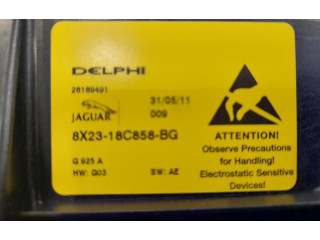 DELPHI
28189491
JAGUAR
31/05/11
009
8X23-18C858-BG
G 925 A
HW: G03
SW: AE
ATTENTION!
Observe Precautions
for Handling!
Electrostatic Sensitive
Devices!